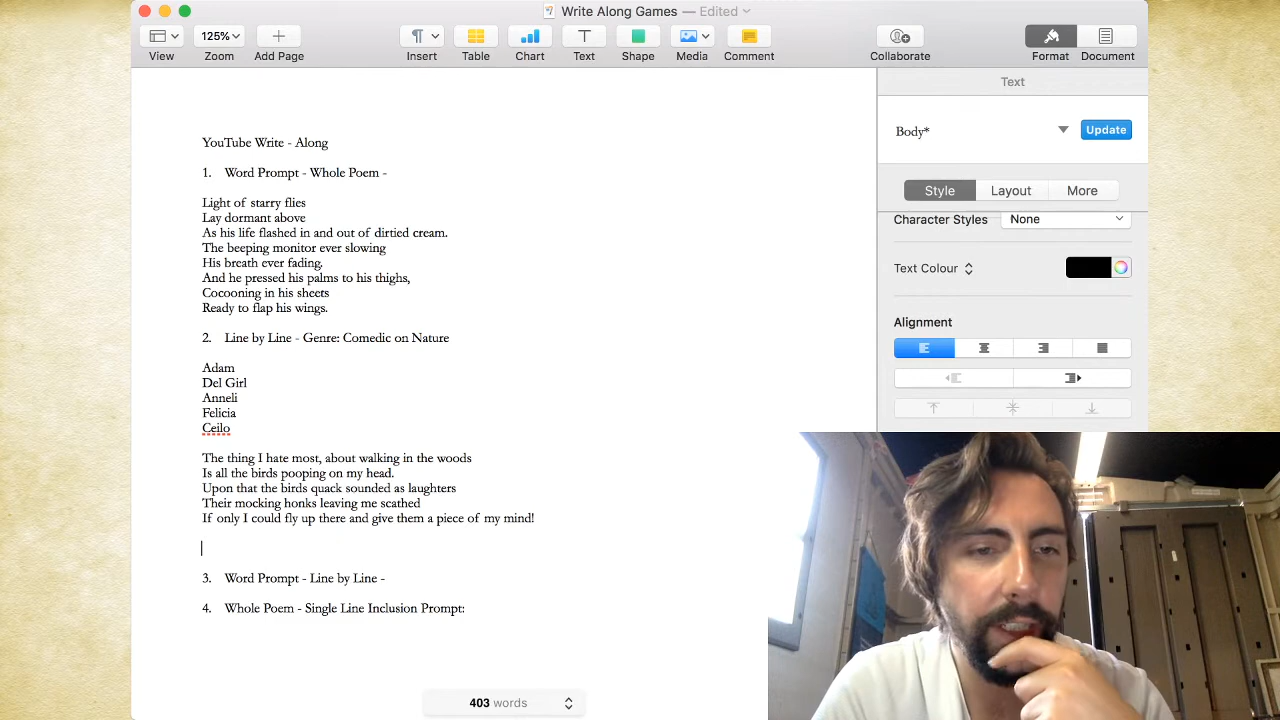 Write Along Games — Edited
125%
View
Zoom
Add Page
Insert
Table
Chart
Text
Shape
Media
Comment
Collaborate
Format
Document
Text
Body*
Update
Style
Layout
More
Character Styles
None
Text Colour
Alignment
YouTube Write - Along
1. Word Prompt - Whole Poem -
Light of starry flies
Lay dormant above
As his life flashed in and out of dirtied cream.
The beeping monitor ever slowing
His breath ever fading.
And he pressed his palms to his thighs,
Cocooning in his sheets
Ready to flap his wings.
2. Line by Line - Genre: Comedic on Nature
Adam
Del Girl
Anneli
Felicia
Ceilo
The thing I hate most, about walking in the woods
Is all the birds pooping on my head.
Upon that the birds quack sounded as laughters
Their mocking honks leaving me scathed
If only I could fly up there and give them a piece of my mind!
3. Word Prompt - Line by Line -
4. Whole Poem - Single Line Inclusion Prompt:
403 words